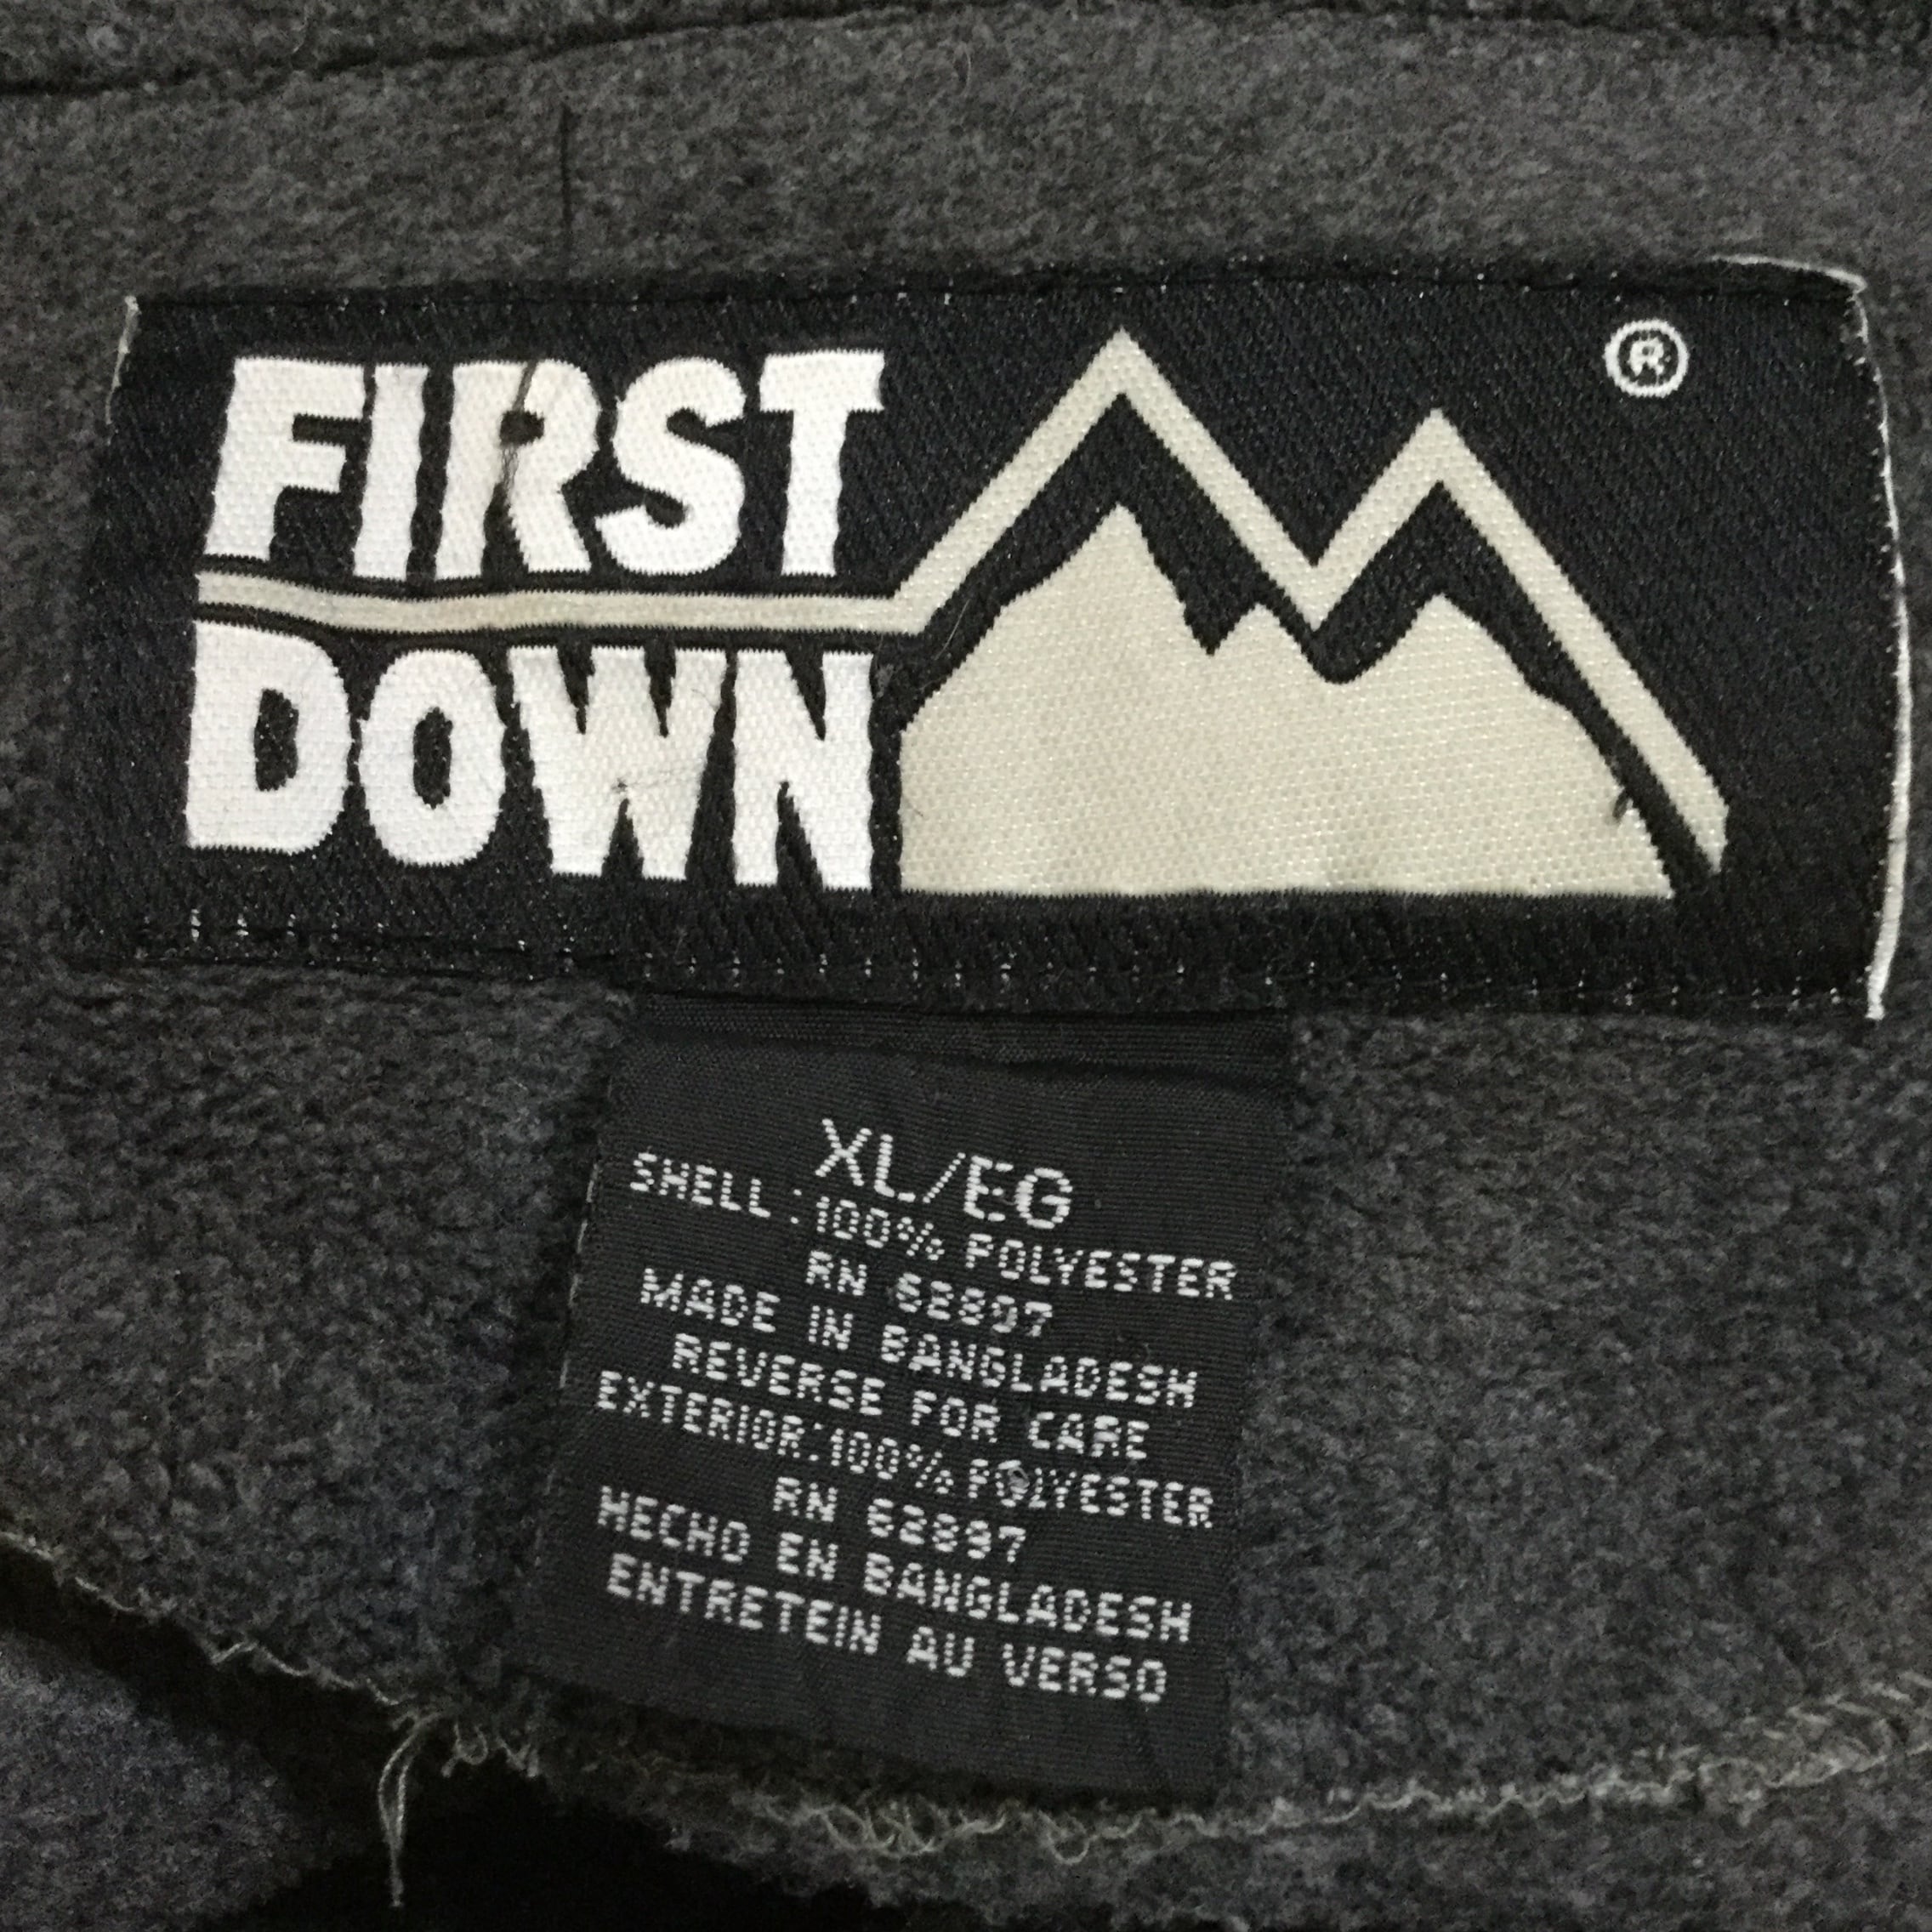 FIRST
DOWN
®
XL/EG
SHELL : 100% POLYESTER
RN 62897
MADE IN BANGLADESH
REVERSE FOR CARE
EXTERIOR: 100% POLYESTER
RN 62897
HECHO EN BANGLADESH
ENTRETEIN AU VERSO